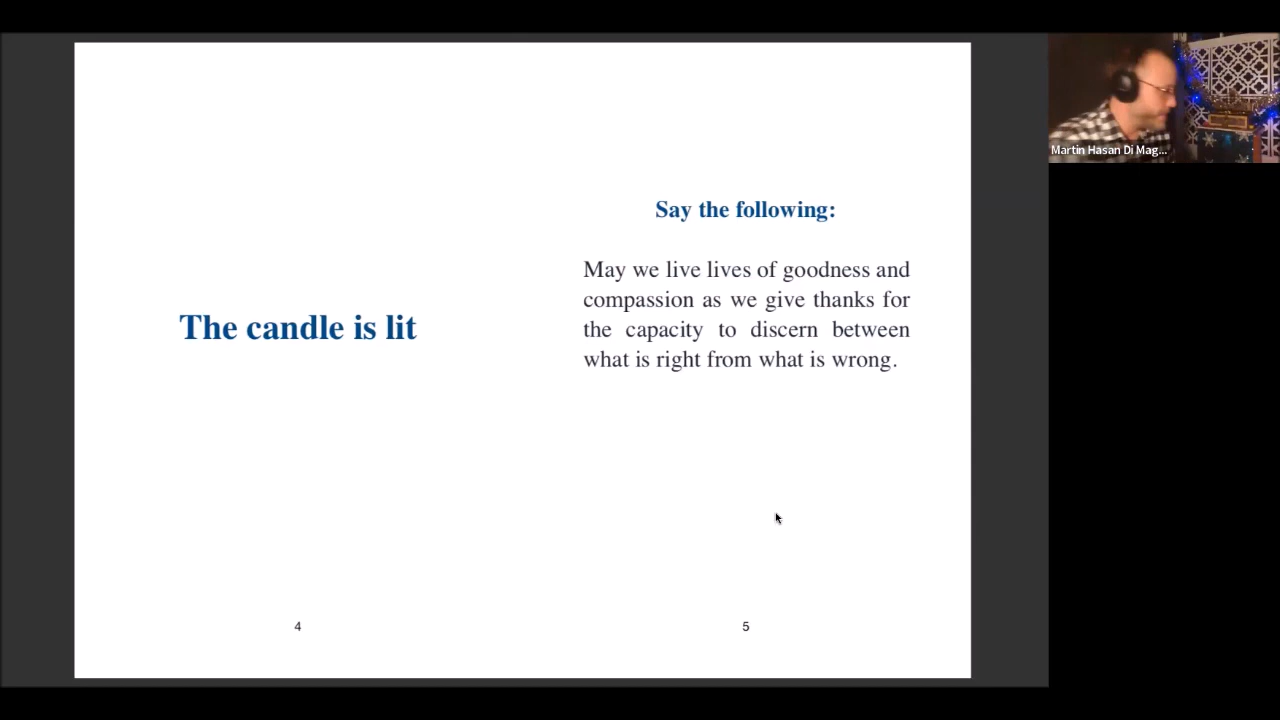 The candle is lit
4
Say the following:
May we live lives of goodness and
compassion as we give thanks for
the capacity to discern between
what is right from what is wrong.
5
Martin Hasan Di Mag...